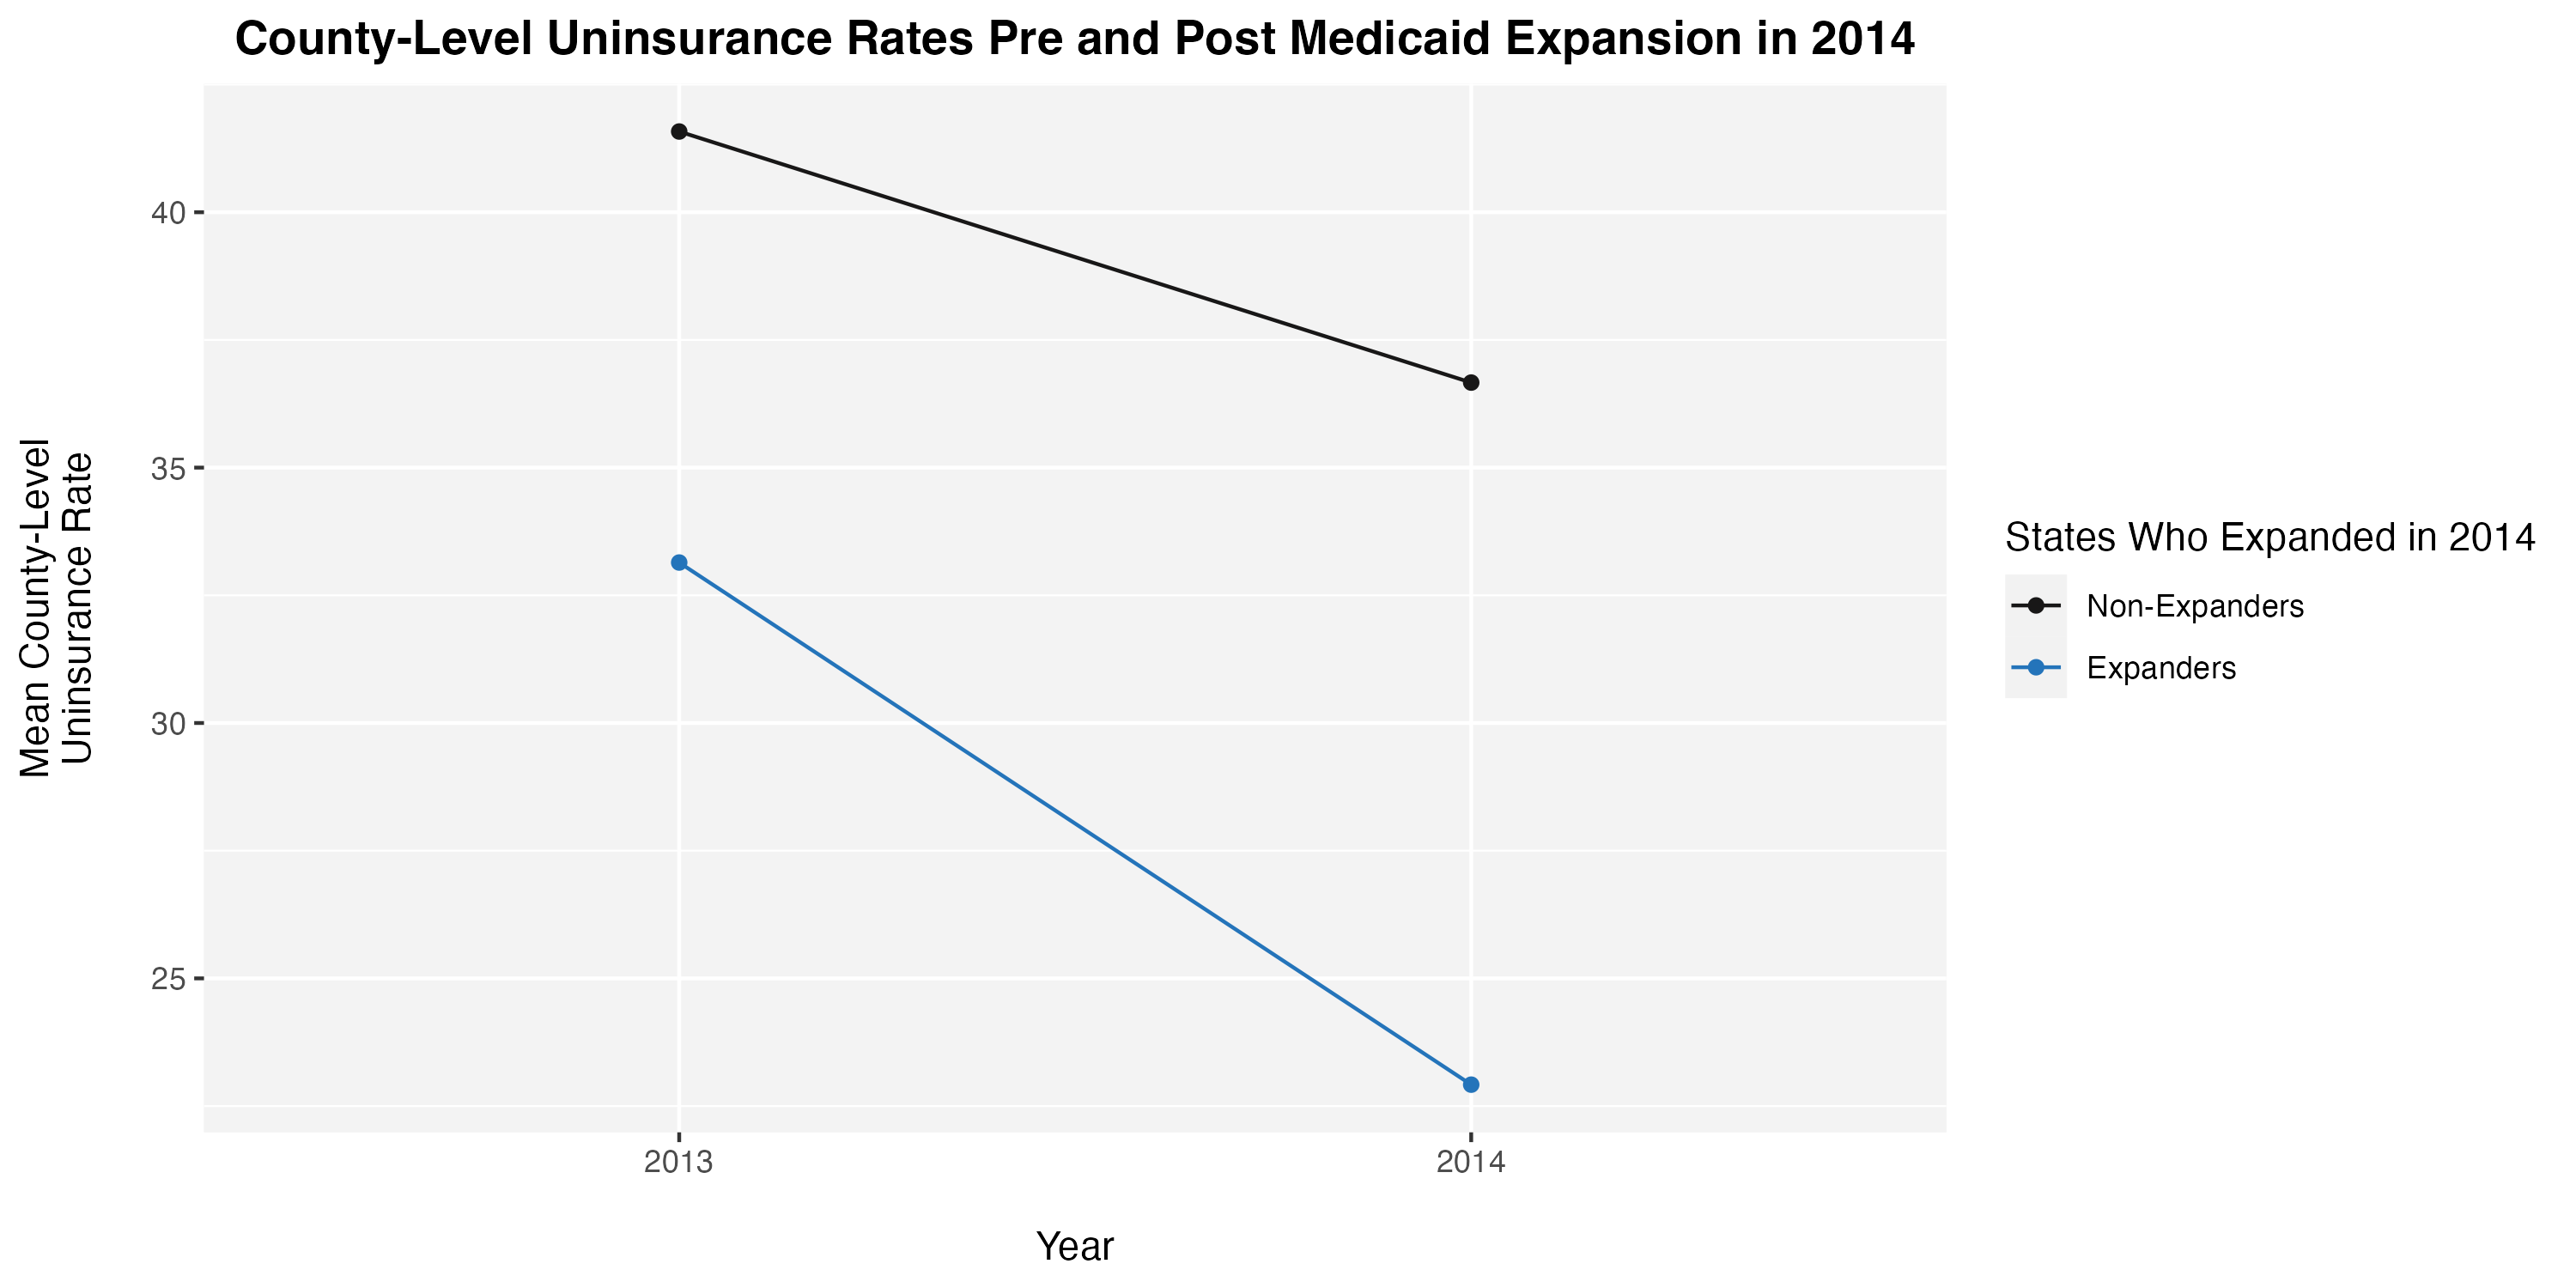 County-Level Uninsurance Rates Pre and Post Medicaid Expansion in 2014
Mean County-Level
Uninsurance Rate
40
35
30
25
2013
2014
Year
States Who Expanded in 2014
Non-Expanders
Expanders